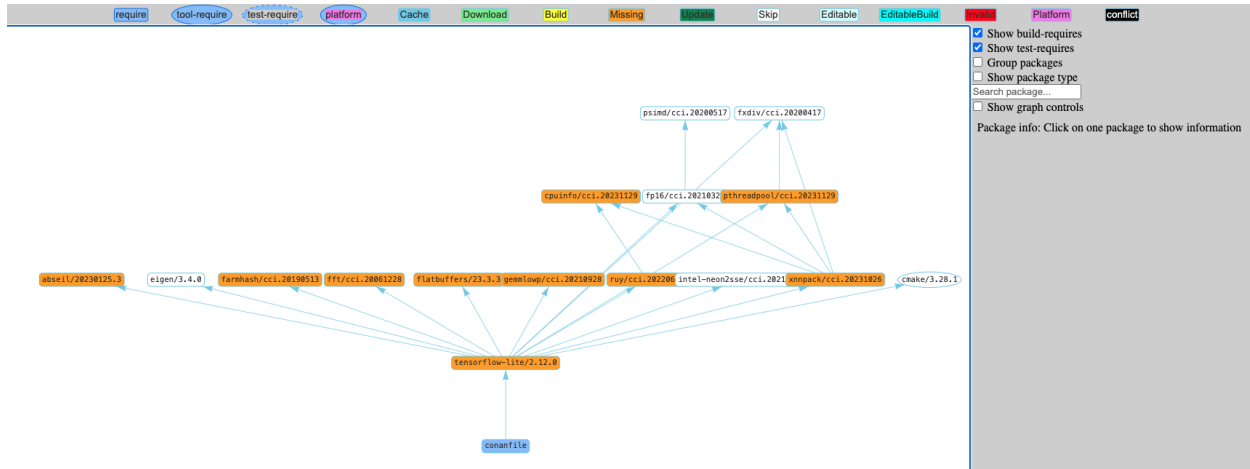 require tool-require test-require platform Cache Download Build Missing Update Skip Editable EditableBuild Invalid Platform conflict
Show build-requires
Show test-requires
Group packages
Show package type
Search package...
Show graph controls
Package info: Click on one package to show information
psimd/cci.20200517 fxdiv/cci.20200417
cpuinfo/cci.20231129 fp16/cci.2021032 pthreadpool/cci.20231129
abseil/20230125.3 eigen/3.4.0 farmhash/cci.20190513 fft/cci.20061228 flatbuffers/23.3.3 gemmlowp/cci.20210928 ruy/cci.202206 intel-neon2sse/cci.2021 xnnpack/cci.20231026 cmake/3.28.1
tensorflow-lite/2.12.0
conanfile